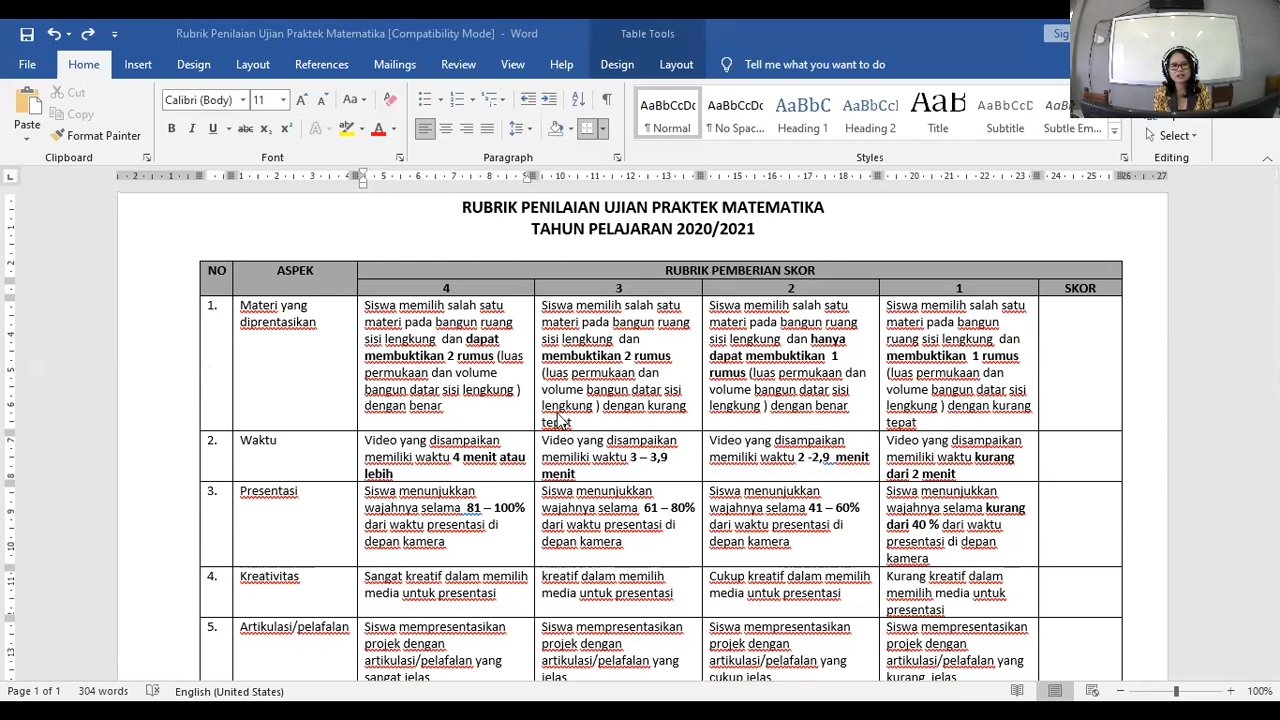 Rubrik Penilaian Ujian Praktek Matematika [Compatibility Mode] - Word
Table Tools
Sig
File Home Insert Design Layout References Mailings Review View Help Design Layout Tell me what you want to do
Paste
Cut
Copy
Format Painter
Calibri (Body) 11
AaBbCcDc AaBbCcDc AaBbC AaBbCc AaB AaBbCcD AaBbCcDc
¶ Normal ¶ No Spac... Heading 1 Heading 2 Title Subtitle Subtle Em...
Select
Clipboard Font Paragraph Styles Editing
RUBRIK PENILAIAN UJIAN PRAKTEK MATEMATIKA
TAHUN PELAJARAN 2020/2021
NO ASPEK RUBRIK PEMBERIAN SKOR
4 3 2 1 SKOR
1.
Materi yang
diprentasikan
Siswa memilih salah satu
materi pada bangun ruang
sisi lengkung dan dapat
membuktikan 2 rumus (luas
permukaan dan volume
bangun datar sisi lengkung )
dengan benar
Siswa memilih salah satu
materi pada bangun ruang
sisi lengkung dan
membuktikan 2 rumus
(luas permukaan dan
volume bangun datar sisi
lengkung ) dengan kurang
tepat
Siswa memilih salah satu
materi pada bangun ruang
sisi lengkung dan hanya
dapat membuktikan 1
rumus (luas permukaan dan
volume bangun datar sisi
lengkung ) dengan benar
Siswa memilih salah satu
materi pada bangun
ruang sisi lengkung dan
membuktikan 1 rumus
(luas permukaan dan
volume bangun datar sisi
lengkung ) dengan kurang
tepat
2.
Waktu
Video yang disampaikan
memiliki waktu 4 menit atau
lebih
Video yang disampaikan
memiliki waktu 3 – 3,9
menit
Video yang disampaikan
memiliki waktu 2 -2,9 menit
Video yang disampaikan
memiliki waktu kurang
dari 2 menit
3.
Presentasi
Siswa menunjukkan
wajahnya selama 81 – 100%
dari waktu presentasi di
depan kamera
Siswa menunjukkan
wajahnya selama 61 – 80%
dari waktu presentasi di
depan kamera
Siswa menunjukkan
wajahnya selama 41 – 60%
dari waktu presentasi di
depan kamera
Siswa menunjukkan
wajahnya selama kurang
dari 40 % dari waktu
presentasi di depan
kamera
4.
Kreativitas
Sangat kreatif dalam memilih
media untuk presentasi
kreatif dalam memilih
media untuk presentasi
Cukup kreatif dalam memilih
media untuk presentasi
Kurang kreatif dalam
memilih media untuk
presentasi
5.
Artikulasi/pelafalan
Siswa mempresentasikan
projek dengan
artikulasi/pelafalan yang
sangat jelas
Siswa mempresentasikan
projek dengan
artikulasi/pelafalan yang
jelas
Siswa mempresentasikan
projek dengan
artikulasi/pelafalan yang
cukup jelas
Siswa mempresentasikan
projek dengan
artikulasi/pelafalan yang
kurang jelas
Page 1 of 1 304 words English (United States) 100%